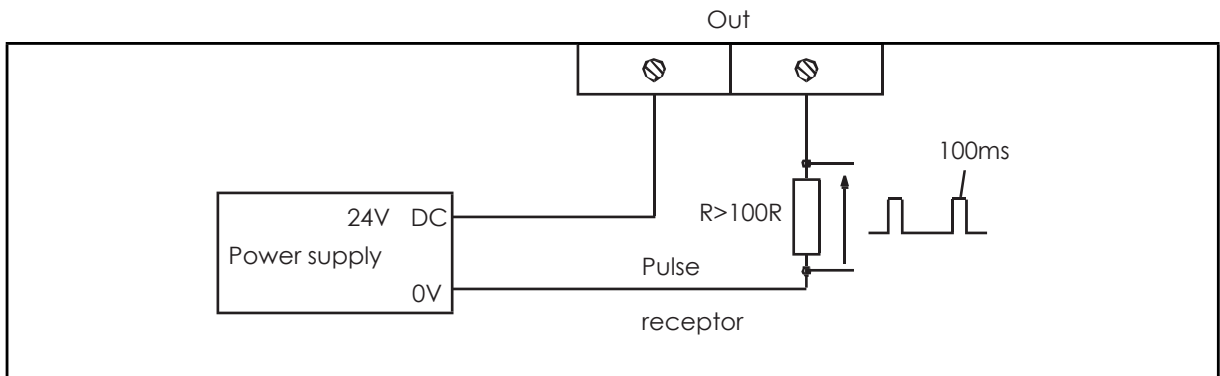 Out
100ms
R>100R
24V DC
Power supply
Pulse
0V
receptor